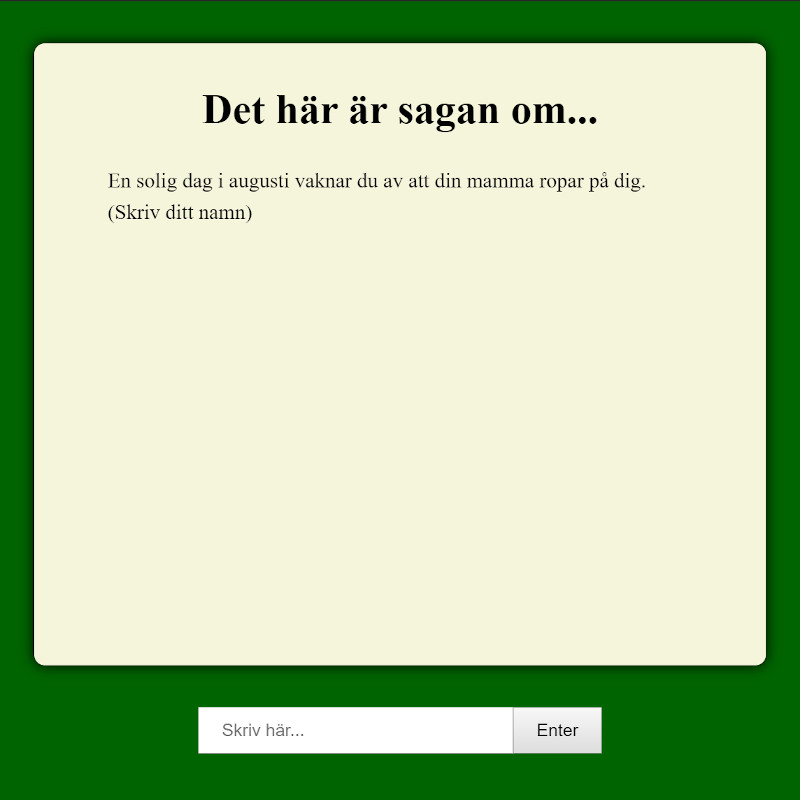 Det här är sagan om...
En solig dag i augusti vaknar du av att din mamma ropar på dig.
(Skriv ditt namn)
Skriv här...
Enter